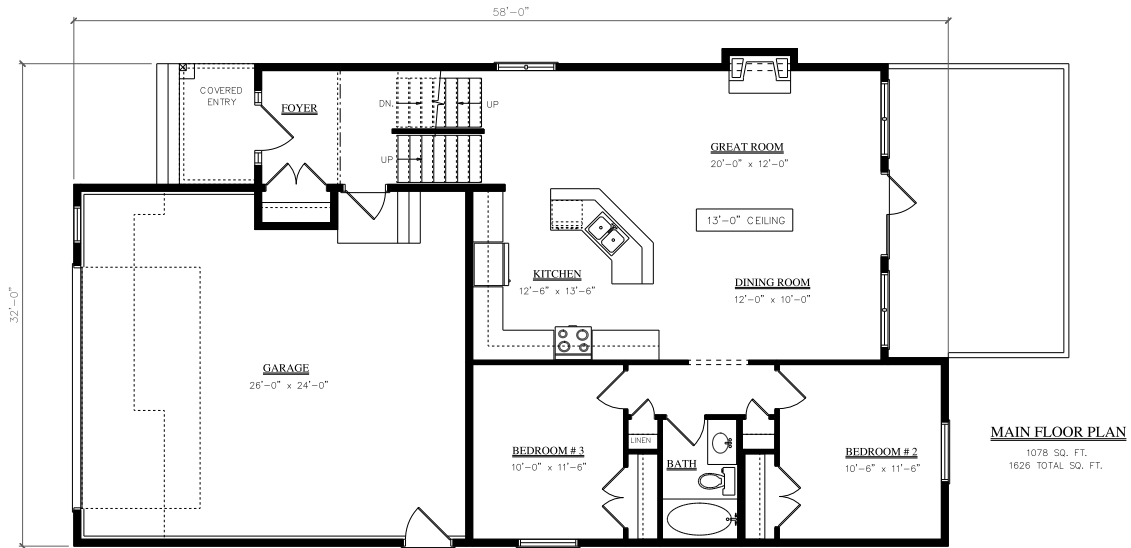 58'-0"
32'-0"
COVERED
ENTRY
FOYER
DN.
UP
UP
GREAT ROOM
20'-0" x 12'-0"
13'-0" CEILING
KITCHEN
12'-6" x 13'-6"
DINING ROOM
12'-0" x 10'-0"
GARAGE
26'-0" x 24'-0"
BEDROOM # 3
10'-0" x 11'-6"
LINEN
BATH
BEDROOM # 2
10'-6" x 11'-6"
MAIN FLOOR PLAN
1078 SQ. FT.
1626 TOTAL SQ. FT.